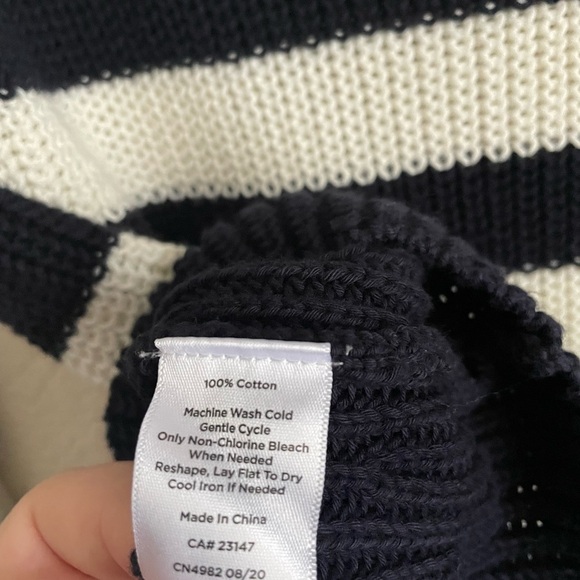 100% Cotton
Machine Wash Cold
Gentle Cycle
Only Non-Chlorine Bleach
When Needed
Reshape, Lay Flat To Dry
Cool Iron If Needed
Made In China
CA# 23147
CN4982 08/20